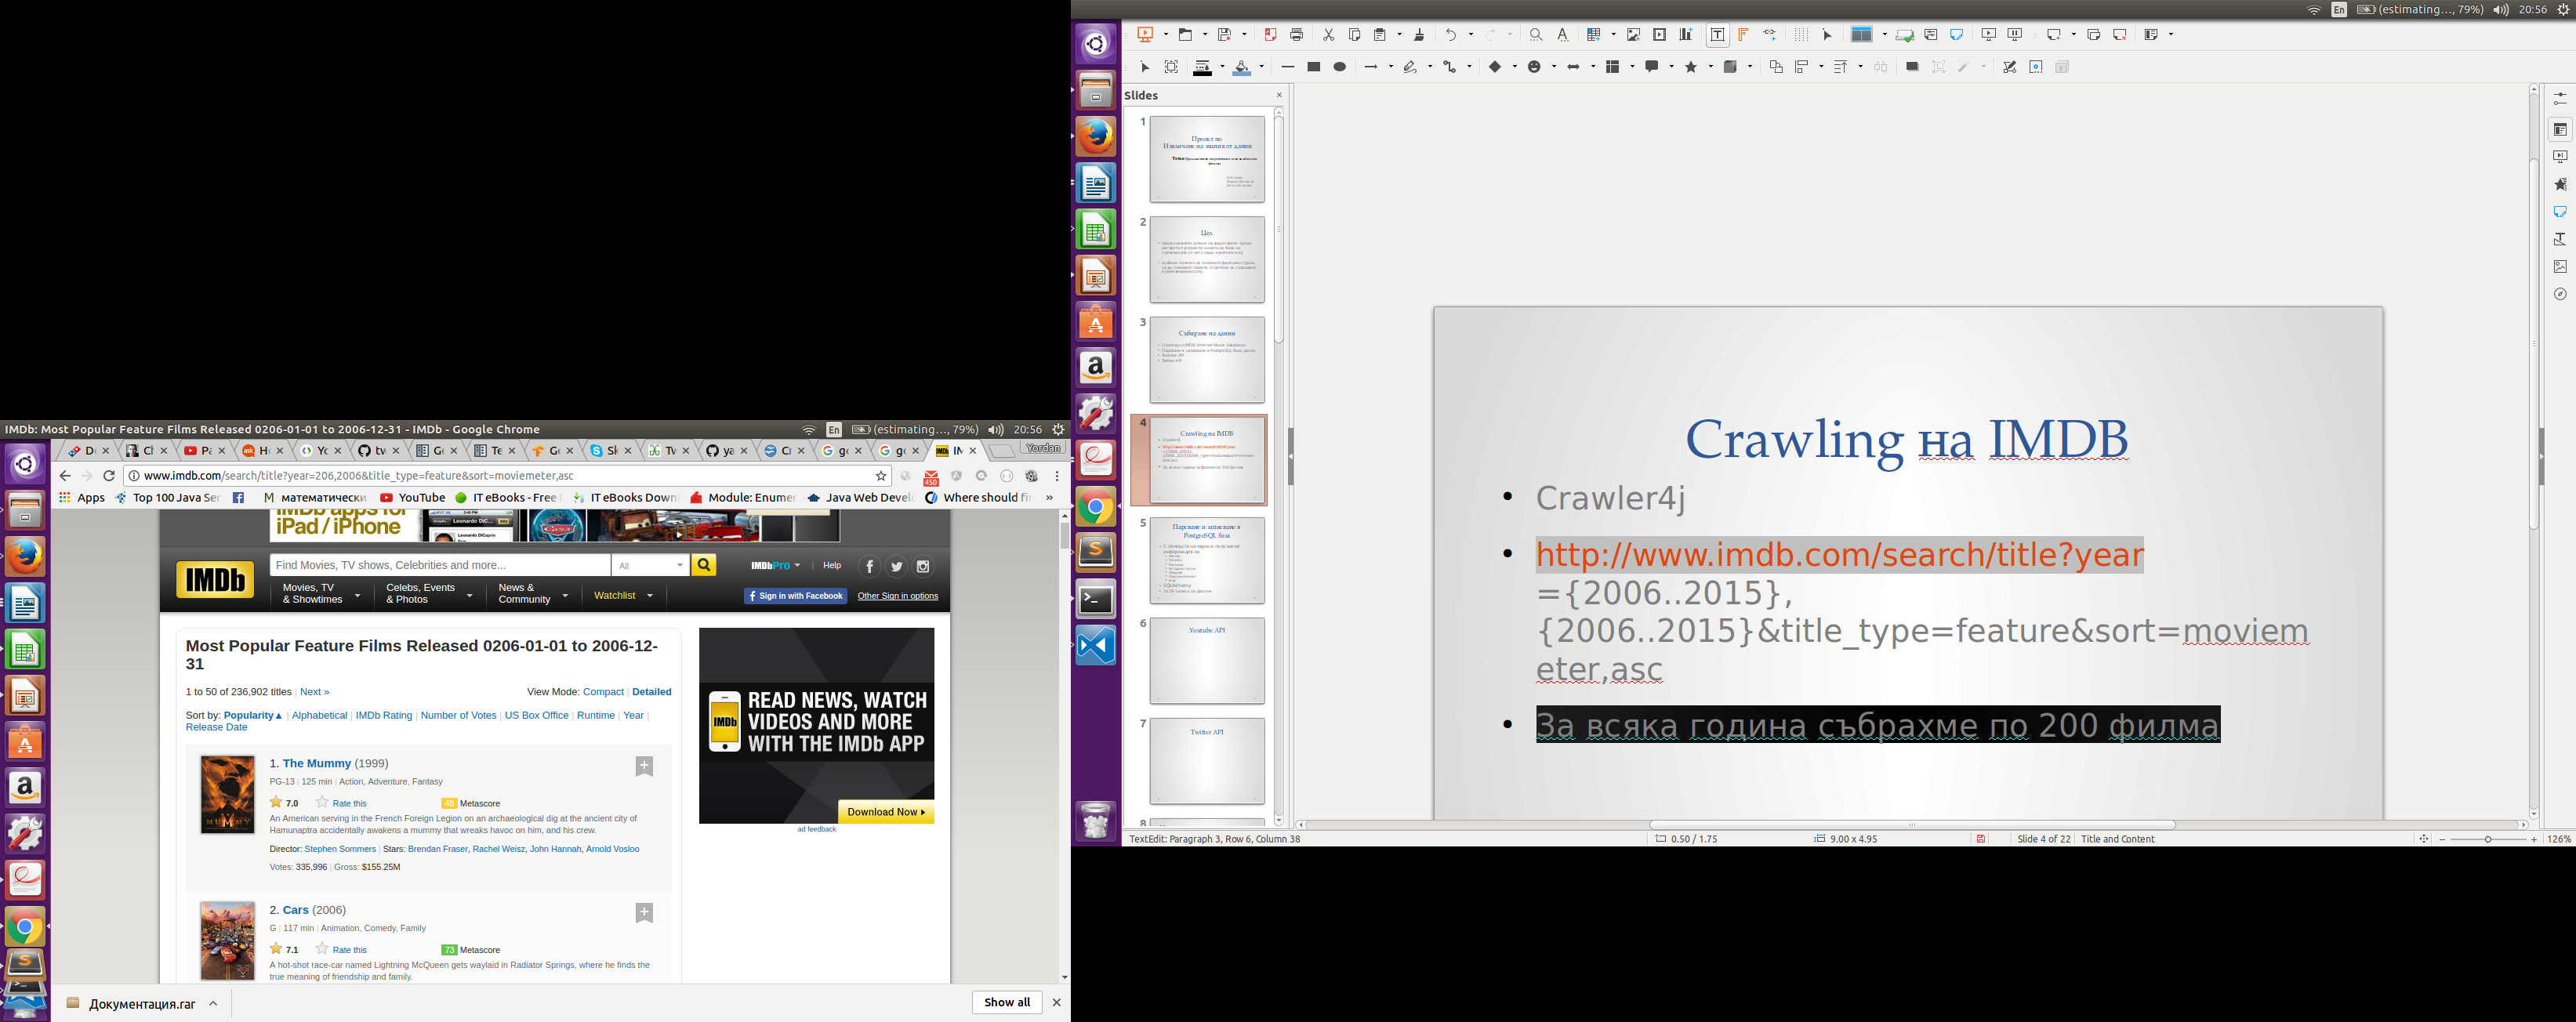 IMDb: Most Popular Feature Films Released 0206-01-01 to 2006-12-31 - IMDb - Google Chrome
En
(estimating..., 79%)
20:56
Yordan
www.imdb.com/search/title?year=206,2006&title_type=feature&sort=moviemeter,asc
450
Apps
Top 100 Java Ser
математически
YouTube
IT eBooks - Free
IT eBooks Down
Module: Enumer
Java Web Devel
Where should fi
»
IMDb apps for
iPad / iPhone
IMDb
Find Movies, TV shows, Celebrities and more...
All
IMDbPro
Help
Movies, TV
& Showtimes
Celebs, Events
& Photos
News &
Community
Watchlist
Sign in with Facebook
Other Sign in options
Most Popular Feature Films Released 0206-01-01 to 2006-12-
31
1 to 50 of 236,902 titles | Next »
View Mode: Compact | Detailed
Sort by: Popularity▲ | Alphabetical | IMDb Rating | Number of Votes | US Box Office | Runtime | Year |
Release Date
1. The Mummy (1999)
PG-13 | 125 min | Action, Adventure, Fantasy
7.0 Rate this 48 Metascore
An American serving in the French Foreign Legion on an archaeological dig at the ancient city of
Hamunaptra accidentally awakens a mummy that wreaks havoc on him, and his crew.
Director: Stephen Sommers | Stars: Brendan Fraser, Rachel Weisz, John Hannah, Arnold Vosloo
Votes: 335,996 | Gross: $155.25M
2. Cars (2006)
G | 117 min | Animation, Comedy, Family
7.1 Rate this 73 Metascore
A hot-shot race-car named Lightning McQueen gets waylaid in Radiator Springs, where he finds the
true meaning of friendship and family.
IMDb
READ NEWS, WATCH
VIDEOS AND MORE
WITH THE IMDb APP
Download Now
ad feedback
Документация.rar
Show all
En
(estimating..., 79%)
20:56
Slides
1
Проект по
Извличане на знания от данни
2
Цел
3
Събиране на данни
4
Crawling на IMDB
5
Парсване и записване в
PostgreSQL база
6
Youtube API
7
Twitter API
8
Crawling на IMDB
• Crawler4j
• http://www.imdb.com/search/title?year
={2006..2015},
{2006..2015}&title_type=feature&sort=moviem
eter,asc
• За всяка година събрахме по 200 филма
TextEdit: Paragraph 3, Row 6, Column 38
0.50 / 1.75
9.00 x 4.95
Slide 4 of 22
Title and Content
126%